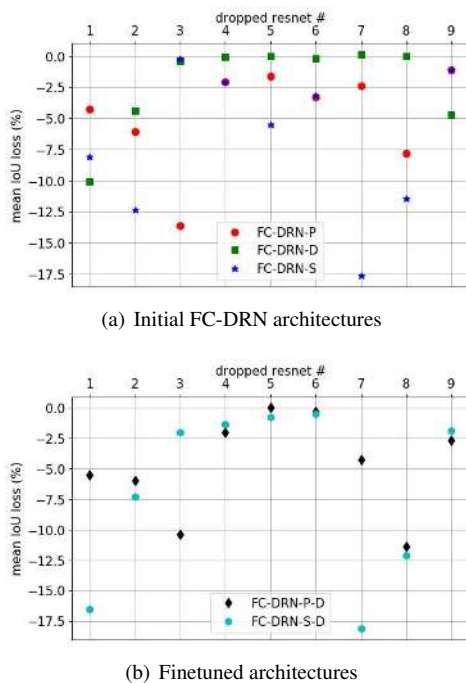 dropped resnet #
1 2 3 4 5 6 7 8 9
0.0
−2.5
−5.0
−7.5
−10.0
−12.5
−15.0
−17.5
mean IoU loss (%)
FC-DRN-P
FC-DRN-D
FC-DRN-S
(a) Initial FC-DRN architectures
dropped resnet #
1 2 3 4 5 6 7 8 9
0.0
−2.5
−5.0
−7.5
−10.0
−12.5
−15.0
−17.5
mean IoU loss (%)
FC-DRN-P-D
FC-DRN-S-D
(b) Finetuned architectures